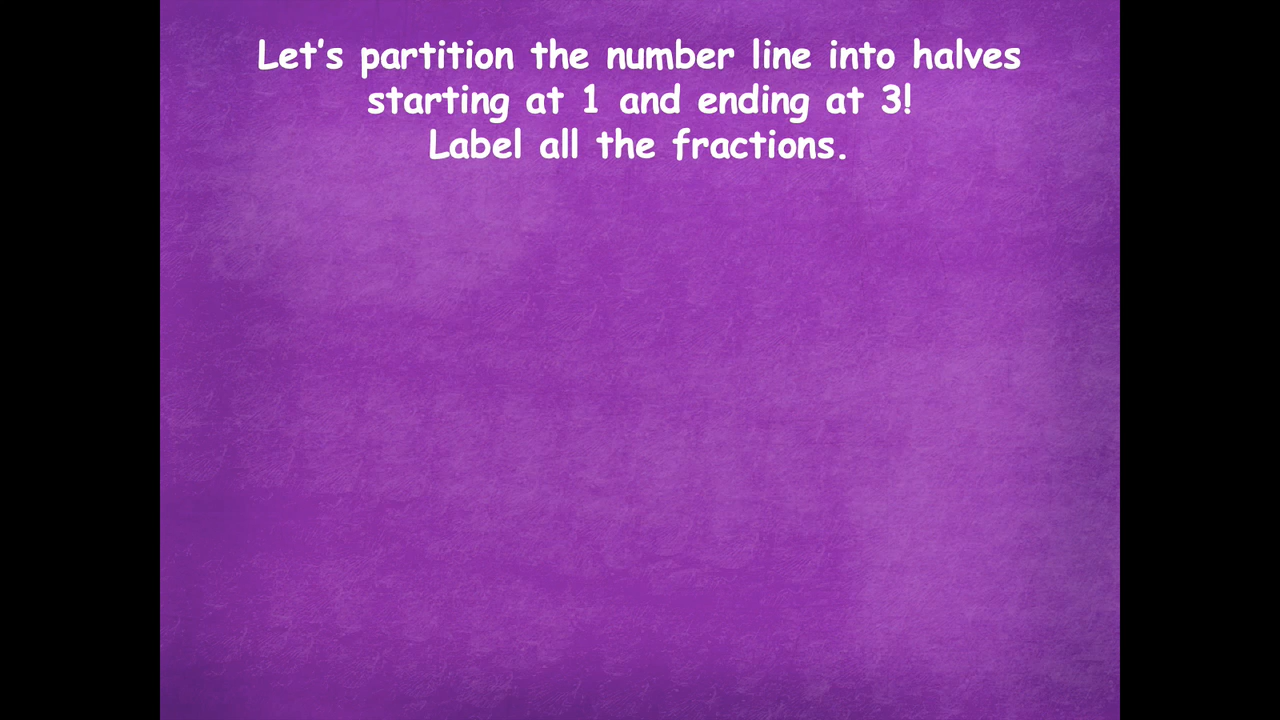 Let's partition the number line into halves
starting at 1 and ending at 3!
Label all the fractions.